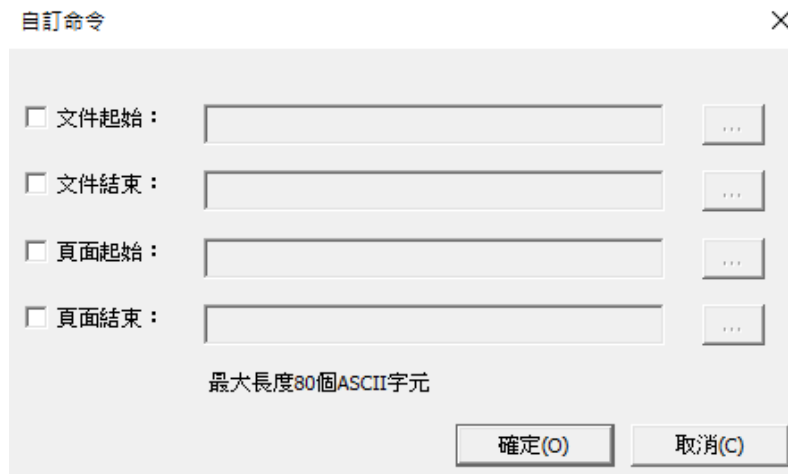 自訂命令
文件起始：
...
文件結束：
...
頁面起始：
...
頁面結束：
...
最大長度80個ASCII字元
確定(O)
取消(C)